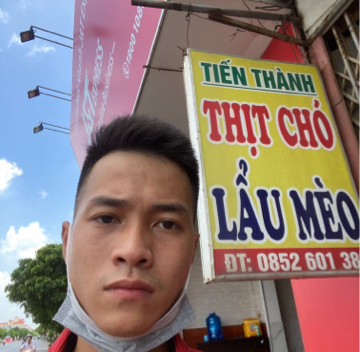 TIẾN THÀNH
THỊT CHÓ
LẨU MÈO
ĐT: 0852 601 38